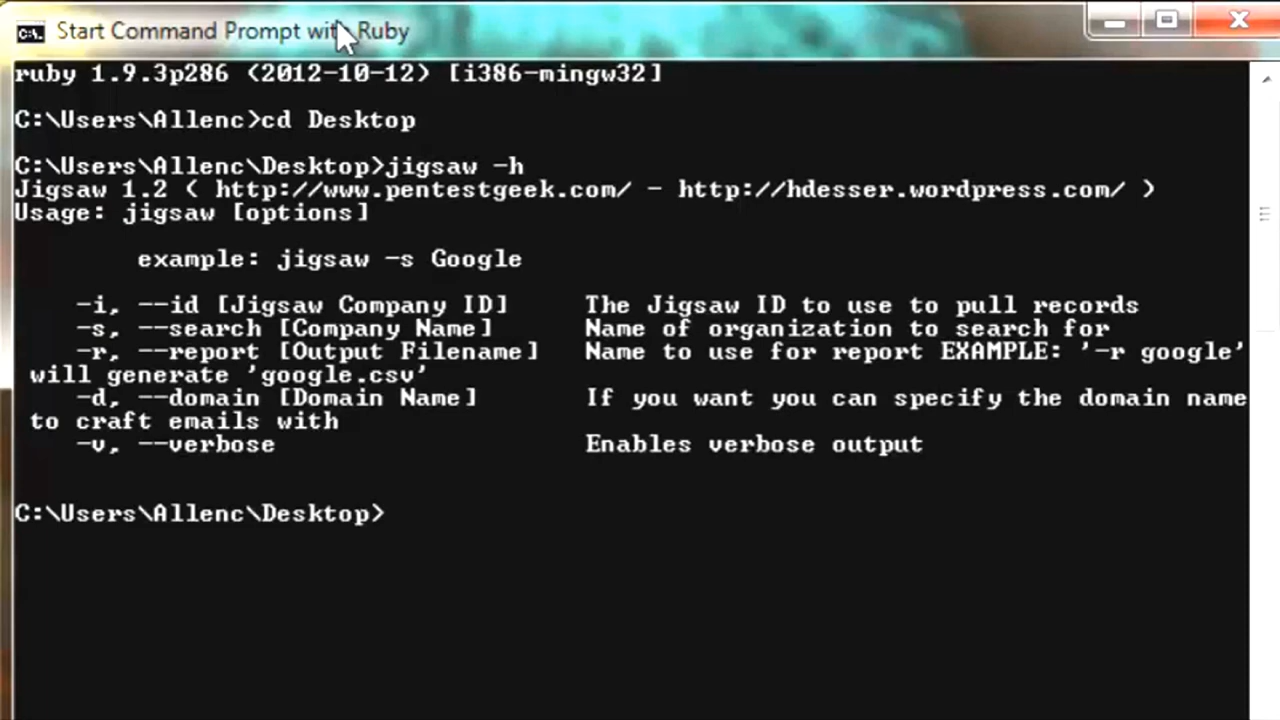 C:\. Start Command Prompt with Ruby
ruby 1.9.3p286 (2012-10-12) [i386-mingw32]
C:\Users\Allenc>cd Desktop
C:\Users\Allenc\Desktop>jigsaw -h
Jigsaw 1.2 ( http://www.pentestgeek.com/ - http://hdesser.wordpress.com/ )
Usage: jigsaw [options]
example: jigsaw -s Google
-i, --id [Jigsaw Company ID] The Jigsaw ID to use to pull records
-s, --search [Company Name] Name of organization to search for
-r, --report [Output Filename] Name to use for report EXAMPLE: '-r google'
will generate 'google.csv'
-d, --domain [Domain Name] If you want you can specify the domain name
to craft emails with
-v, --verbose Enables verbose output
C:\Users\Allenc\Desktop>